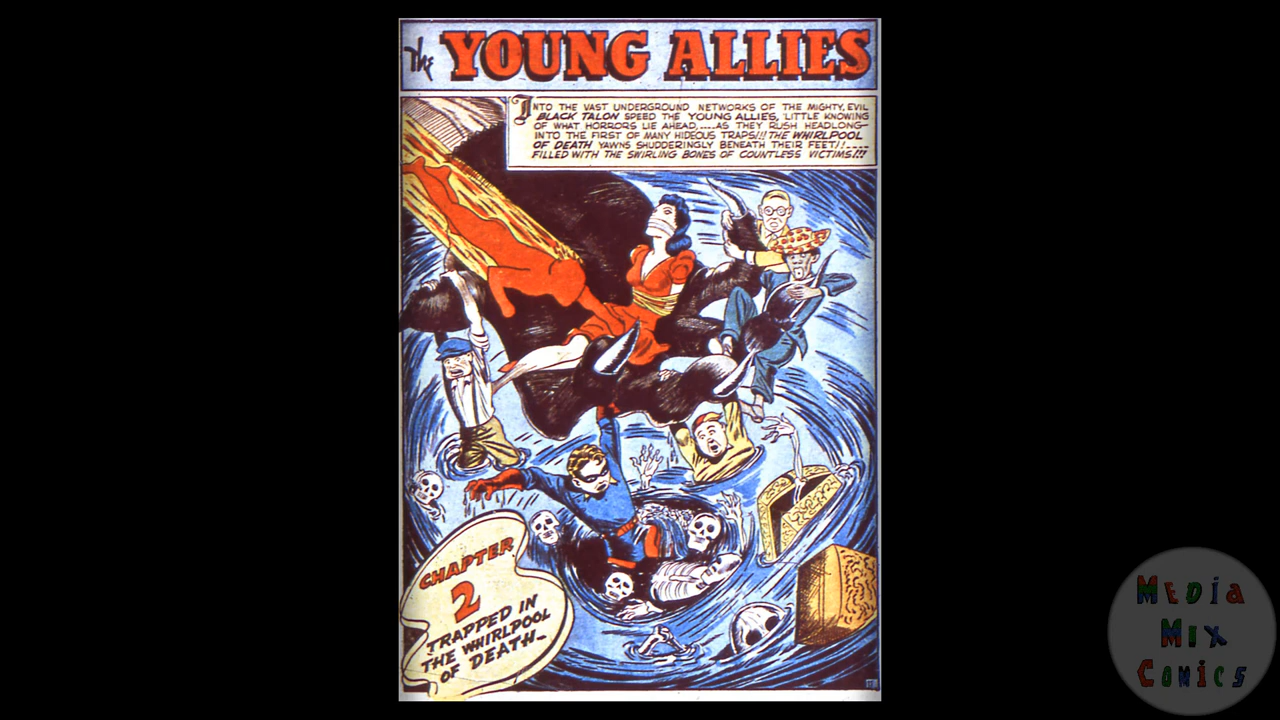 The YOUNG ALLIES
INTO THE VAST UNDERGROUND NETWORKS OF THE MIGHTY, EVIL
BLACK TALON SPEED THE YOUNG ALLIES, LITTLE KNOWING
OF WHAT HORRORS LIE AHEAD,....AS THEY RUSH HEADLONG—
INTO THE FIRST OF MANY HIDEOUS TRAPS!!! THE WHIRLPOOL
OF DEATH YAWNS SHUDDERINGLY BENEATH THEIR FEET!!....
FILLED WITH THE SWIRLING BONES OF COUNTLESS VICTIMS!!!
CHAPTER
2
TRAPPED IN
THE WHIRLPOOL
OF DEATH—
MEDiA
MiX
COMiCS